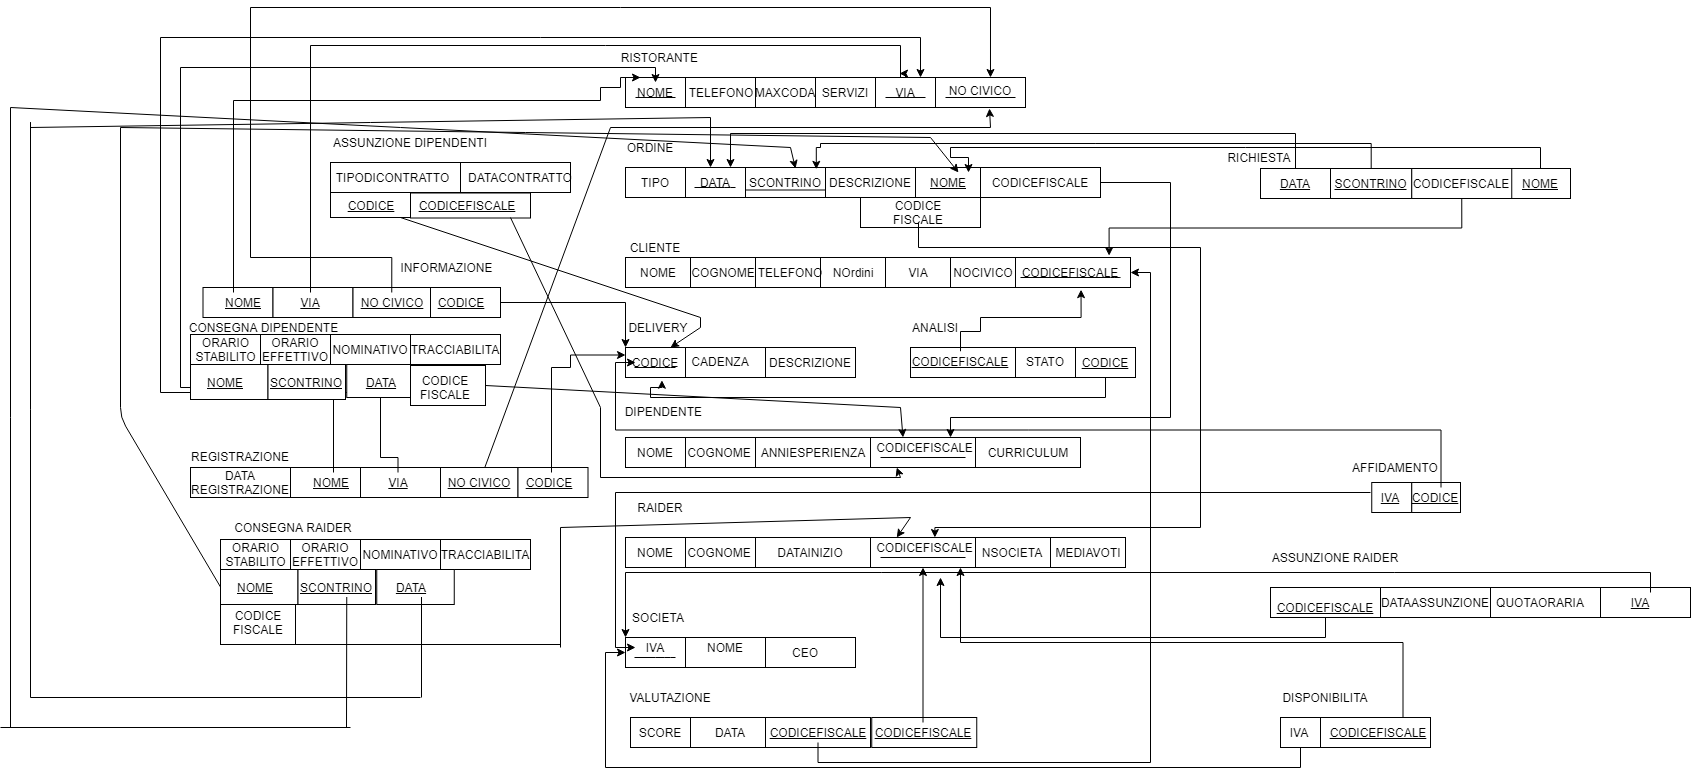 RISTORANTE
NOME TELEFONO MAXCODA SERVIZI VIA NO CIVICO
ASSUNZIONE DIPENDENTI
TIPODICONTRATTO DATACONTRATTO
CODICE CODICEFISCALE
ORDINE
TIPO DATA SCONTRINO DESCRIZIONE NOME CODICEFISCALE
CODICE
FISCALE
RICHIESTA
DATA SCONTRINO CODICEFISCALE NOME
CLIENTE
NOME COGNOME TELEFONO NOrdini VIA NOCIVICO CODICEFISCALE
INFORMAZIONE
NOME VIA NO CIVICO CODICE
CONSEGNA DIPENDENTE
ORARIO
STABILITO
ORARIO
EFFETTIVO
NOMINATIVO TRACCIABILITA
NOME SCONTRINO DATA
CODICE
FISCALE
DELIVERY
CODICE CADENZA DESCRIZIONE
ANALISI
CODICEFISCALE STATO CODICE
DIPENDENTE
NOME COGNOME ANNIESPERIENZA CODICEFISCALE CURRICULUM
REGISTRAZIONE
DATA
REGISTRAZIONE
NOME VIA NO CIVICO CODICE
AFFIDAMENTO
IVA CODICE
CONSEGNA RAIDER
ORARIO
STABILITO
ORARIO
EFFETTIVO
NOMINATIVO TRACCIABILITA
NOME SCONTRINO DATA
CODICE
FISCALE
RAIDER
NOME COGNOME DATAINIZIO CODICEFISCALE NSOCIETA MEDIAVOTI
ASSUNZIONE RAIDER
CODICEFISCALE DATAASSUNZIONE QUOTAORARIA IVA
SOCIETA
IVA NOME CEO
VALUTAZIONE
SCORE DATA CODICEFISCALE CODICEFISCALE
DISPONIBILITA
IVA CODICEFISCALE